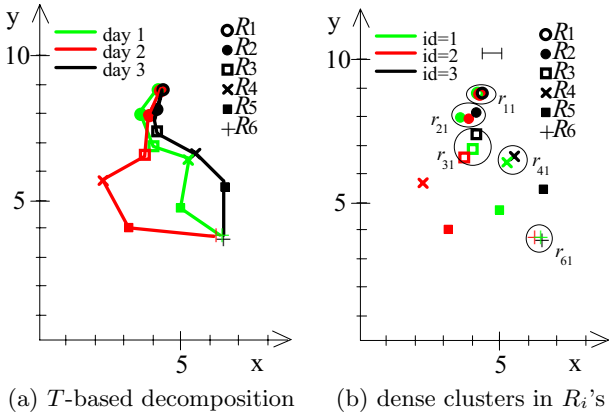 y
10
5
5
x
day 1
day 2
day 3
R1
R2
R3
R4
R5
R6
(a) T-based decomposition
y
10
5
5
x
id=1
id=2
id=3
R1
R2
R3
R4
R5
R6
r11
r21
r31
r41
r61
(b) dense clusters in Ri's